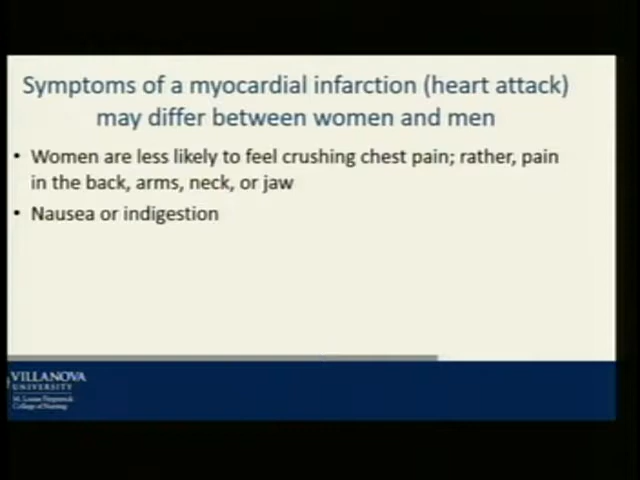 Symptoms of a myocardial infarction (heart attack)
may differ between women and men
• Women are less likely to feel crushing chest pain; rather, pain
in the back, arms, neck, or jaw
• Nausea or indigestion
VILLANOVA
UNIVERSITY
M. Louise Fitzpatrick
College of Nursing